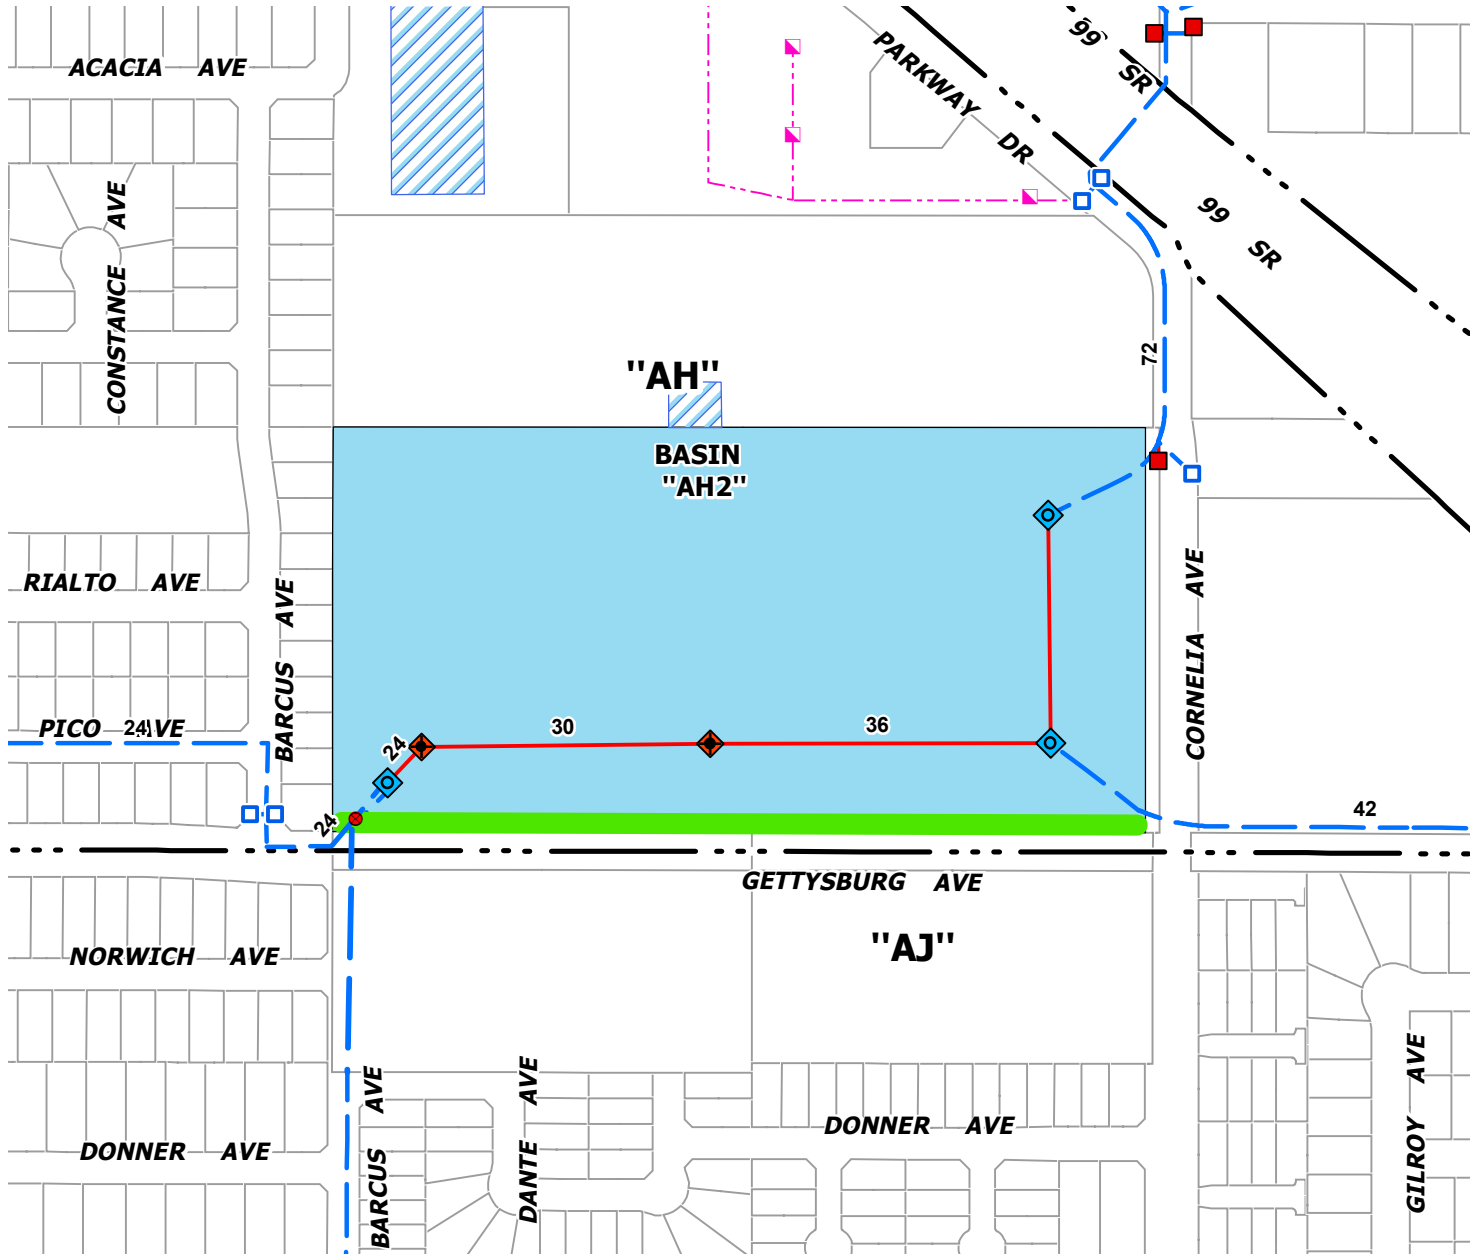 ACACIA AVE
PARKWAY DR
99 SR
99 SR
CONSTANCE AVE
72
"AH"
BASIN
"AH2"
RIALTO AVE
BARCUS AVE
CORNELIA AVE
PICO AVE
24
24
30
36
24
42
GETTYSBURG AVE
"AJ"
NORWICH AVE
DONNER AVE
BARCUS AVE
DANTE AVE
DONNER AVE
GILROY AVE